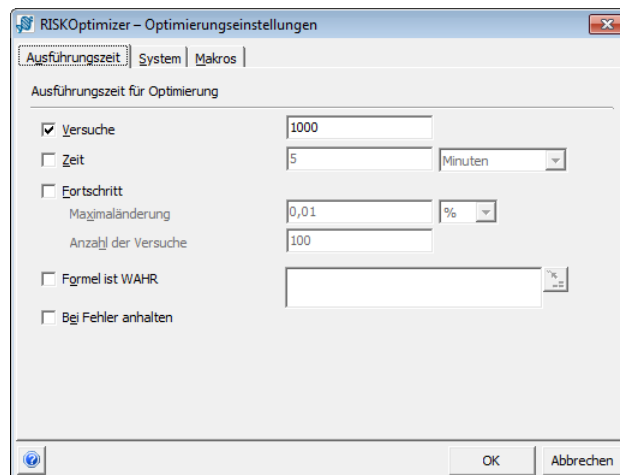 RISKOptimizer – Optimierungseinstellungen
Ausführungszeit System Makros
Ausführungszeit für Optimierung
Versuche 1000
Zeit 5 Minuten
Fortschritt
Maximaländerung 0,01 %
Anzahl der Versuche 100
Formel ist WAHR
Bei Fehler anhalten
OK Abbrechen